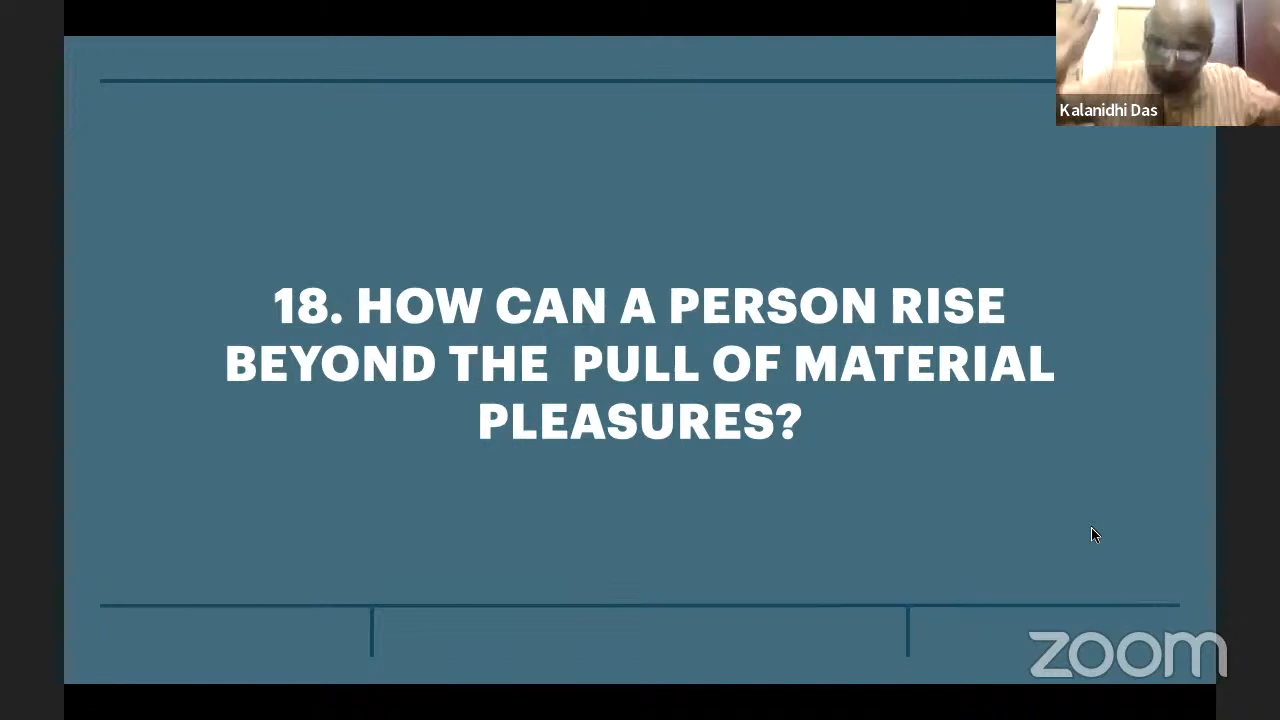 Kalanidhi Das
18. HOW CAN A PERSON RISE
BEYOND THE PULL OF MATERIAL
PLEASURES?
zoom